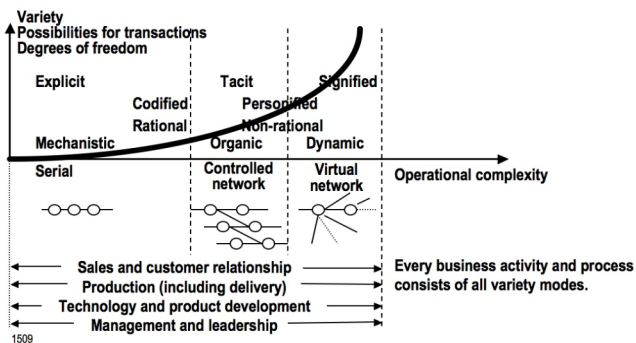 Variety
Possibilities for transactions
Degrees of freedom
Explicit Tacit Signified
Codified Personified
Rational Non-rational
Mechanistic Organic Dynamic
Serial Controlled network Virtual network Operational complexity
Sales and customer relationship
Production (including delivery)
Technology and product development
Management and leadership
Every business activity and process
consists of all variety modes.
1509